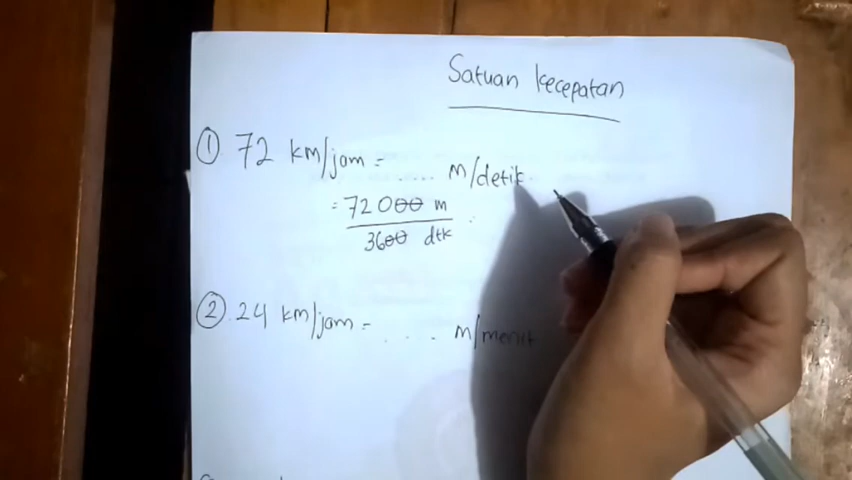 Satuan kecepatan
① 72 km/jam = ..... m/detik.
= 72000 m
3600 dtk
② 24 km/jam = .... m/menit